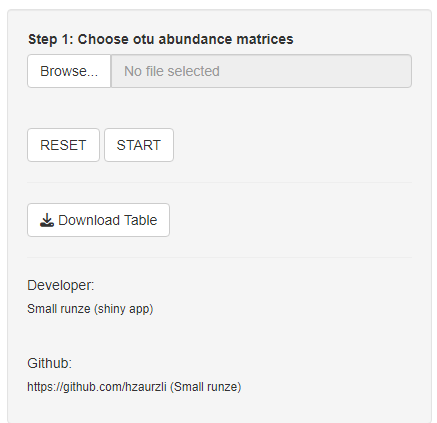 Step 1: Choose otu abundance matrices
Browse... No file selected
RESET START
Download Table
Developer:
Small runze (shiny app)
Github:
https://github.com/hzaurzli (Small runze)